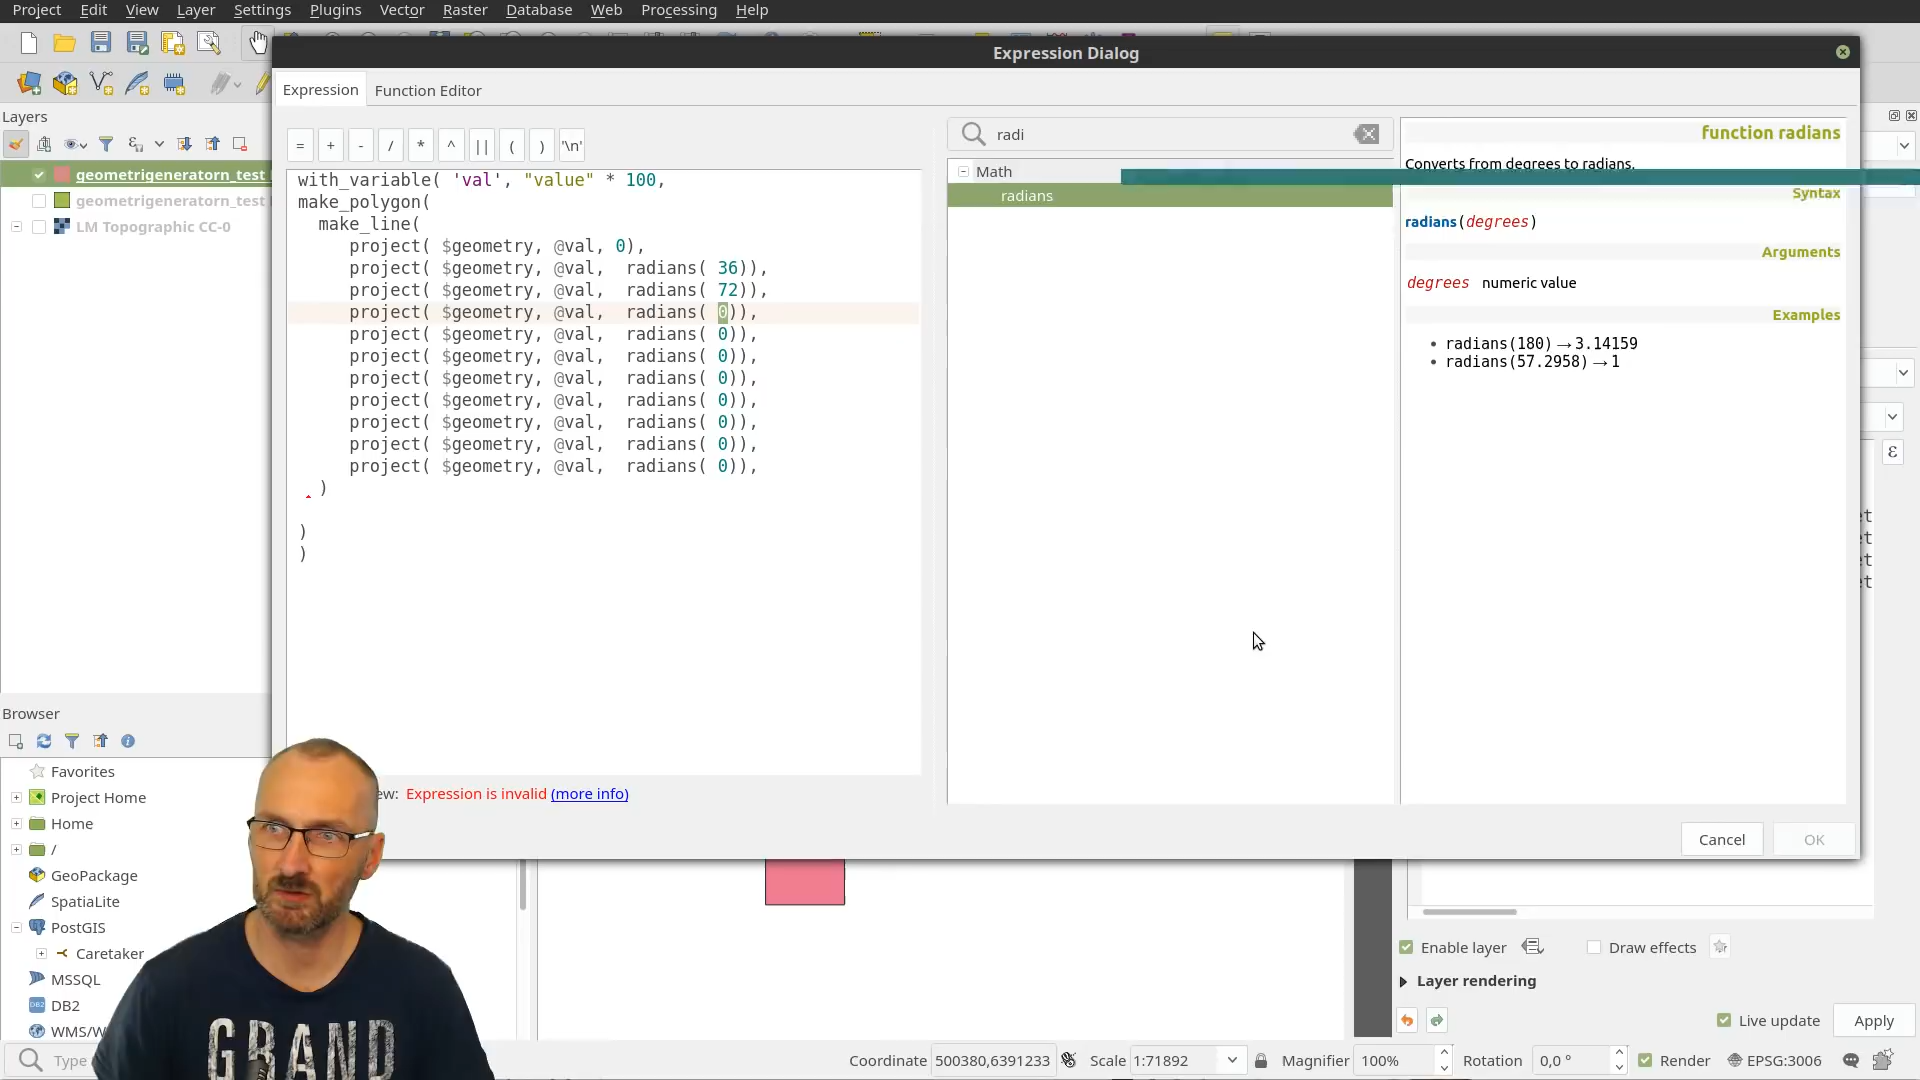 Project Edit View Layer Settings Plugins Vector Raster Database Web Processing Help
Expression Dialog
Expression Function Editor
Layers
= + - / * ^ || ( ) '\n'
radi
function radians
Converts from degrees to radians.
Math
radians
Syntax
radians(degrees)
Arguments
degrees numeric value
Examples
radians(180) →3.14159
radians(57.2958) →1
geometrigeneratorn_test
geometrigeneratorn_test
LM Topographic CC-0
with_variable( 'val', "value" * 100,
make_polygon(
make_line(
project( $geometry, @val, 0),
project( $geometry, @val, radians( 36)),
project( $geometry, @val, radians( 72)),
project( $geometry, @val, radians( 0)),
project( $geometry, @val, radians( 0)),
project( $geometry, @val, radians( 0)),
project( $geometry, @val, radians( 0)),
project( $geometry, @val, radians( 0)),
project( $geometry, @val, radians( 0)),
project( $geometry, @val, radians( 0)),
project( $geometry, @val, radians( 0)),
)
)
)
ε
et
et
et
et
Browser
Favorites
Project Home
Home
/
GeoPackage
SpatiaLite
PostGIS
Caretaker
MSSQL
DB2
WMS/W
ew: Expression is invalid (more info)
Cancel OK
GRAND
Enable layer Draw effects
Layer rendering
Live update Apply
Type
Coordinate 500380,6391233 Scale 1:71892 Magnifier 100% Rotation 0,0 ° Render EPSG:3006